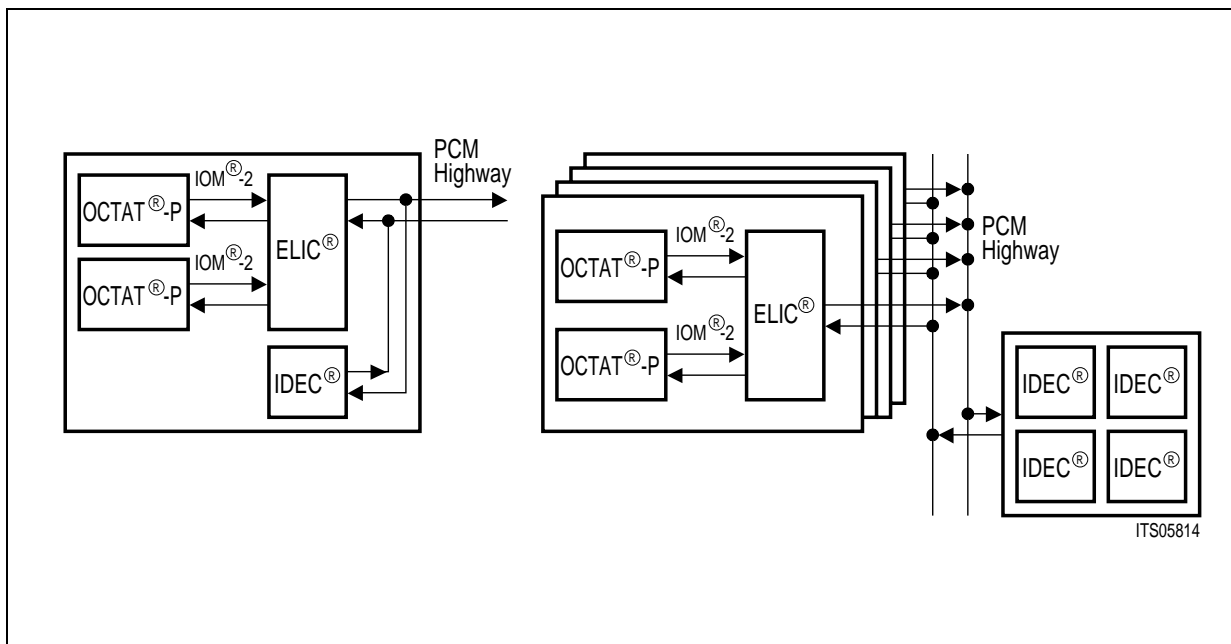 PCM
Highway
IOM®-2
OCTAT®-P
ELIC®
IOM®-2
OCTAT®-P
IDEC®
IOM®-2
OCTAT®-P
ELIC®
IOM®-2
OCTAT®-P
PCM
Highway
IDEC® IDEC®
IDEC® IDEC®
ITS05814